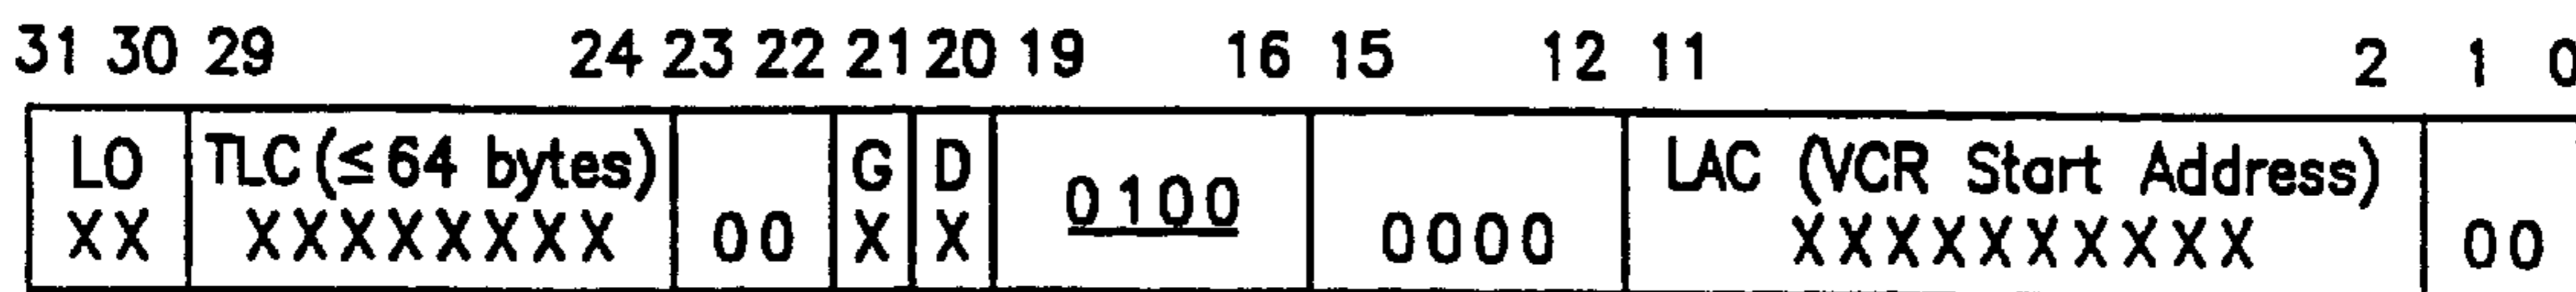 31 30 29 24 23 22 21 20 19 16 15 12 11 2 1 0
LO TLC (≤64 bytes) G D LAC (VCR Start Address)
XX XXXXXXXX 00 X X 0100 0000 XXXXXXXXXX 00